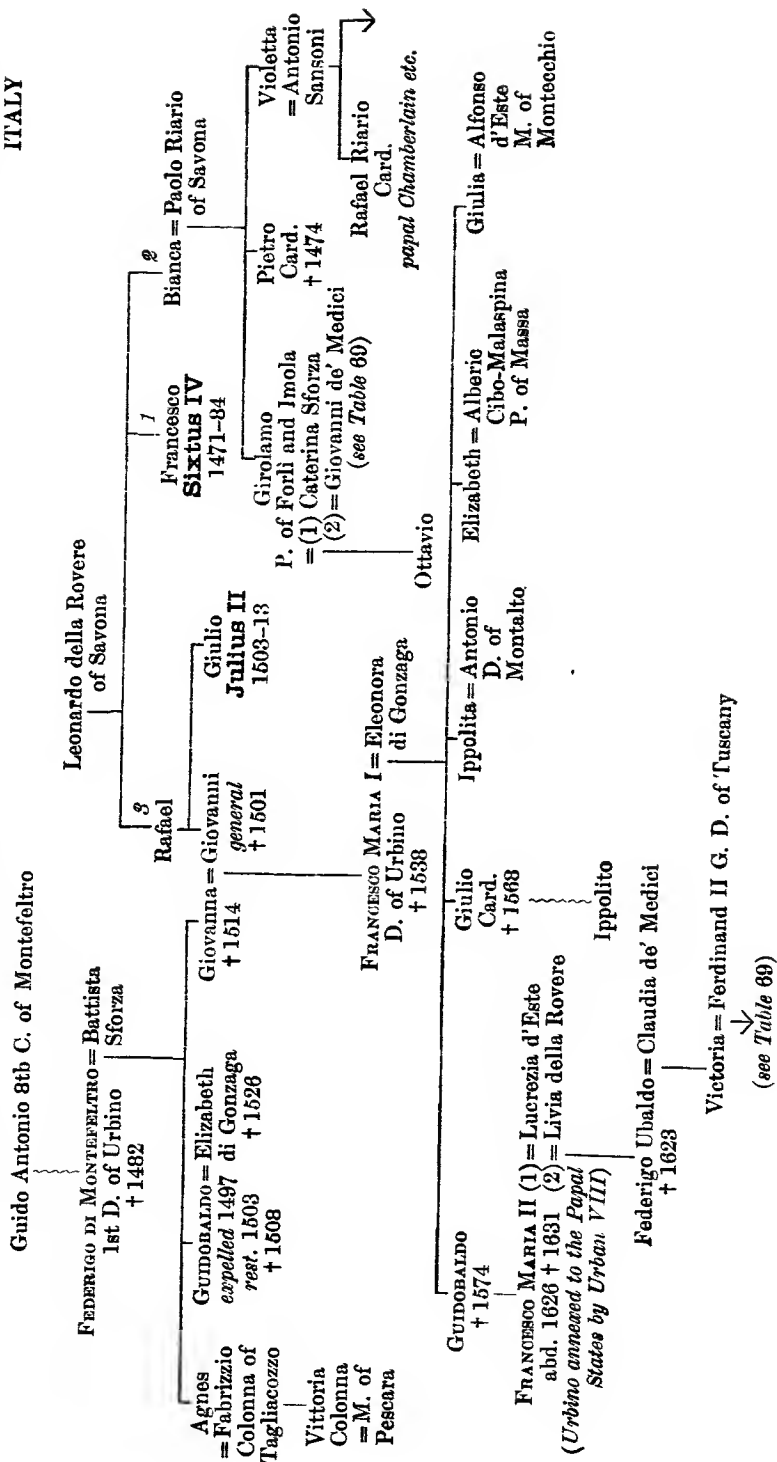 ITALY
Guido Antonio 8tb C. of Montefeltro
Leonardo della Rovere
of Savona
FEDERIGO DI MONTEFELTRO = Battista
1st D. of Urbino Sforza
† 1482
3
Rafael
1
Francesco
Sixtus IV
1471–84
2
Bianca = Paolo Riario
of Savona
Agnes
= Fabrizzio
Colonna of
Tagliacozzo
GUIDOBALDO = Elizabeth
expelled 1497 di Gonzaga
rest. 1503 † 1526
† 1508
Giovanna = Giovanni
† 1514 general
† 1501
Giulio
Julius II
1503–13
Girolamo
P. of Forli and Imola
= (1) Caterina Sforza
(2) = Giovanni de' Medici
(see Table 69)
Pietro
Card.
† 1474
Violetta
= Antonio
Sansoni
Vittoria
Colonna
= M. of
Pescara
Rafael Riario
Card.
papal Chamberlain etc.
FRANCESCO MARIA I = Eleonora
D. of Urbino di Gonzaga
† 1538
Ottavio
GUIDOBALDO
† 1574
Giulio
Card.
† 1568
Ippolita = Antonio
D. of
Montalto
Elizabeth = Alberic
Cibo-Malaspina
P. of Massa
Giulia = Alfonso
d'Este
M. of
Montecchio
FRANCESCO MARIA II (1) = Lucrezia d'Este
abd. 1626 † 1631 (2) = Livia della Rovere
(Urbino annexed to the Papal
States by Urban VIII)
Ippolito
Federigo Ubaldo = Claudia de' Medici
† 1623
Victoria = Ferdinand II G. D. of Tuscany
(see Table 69)